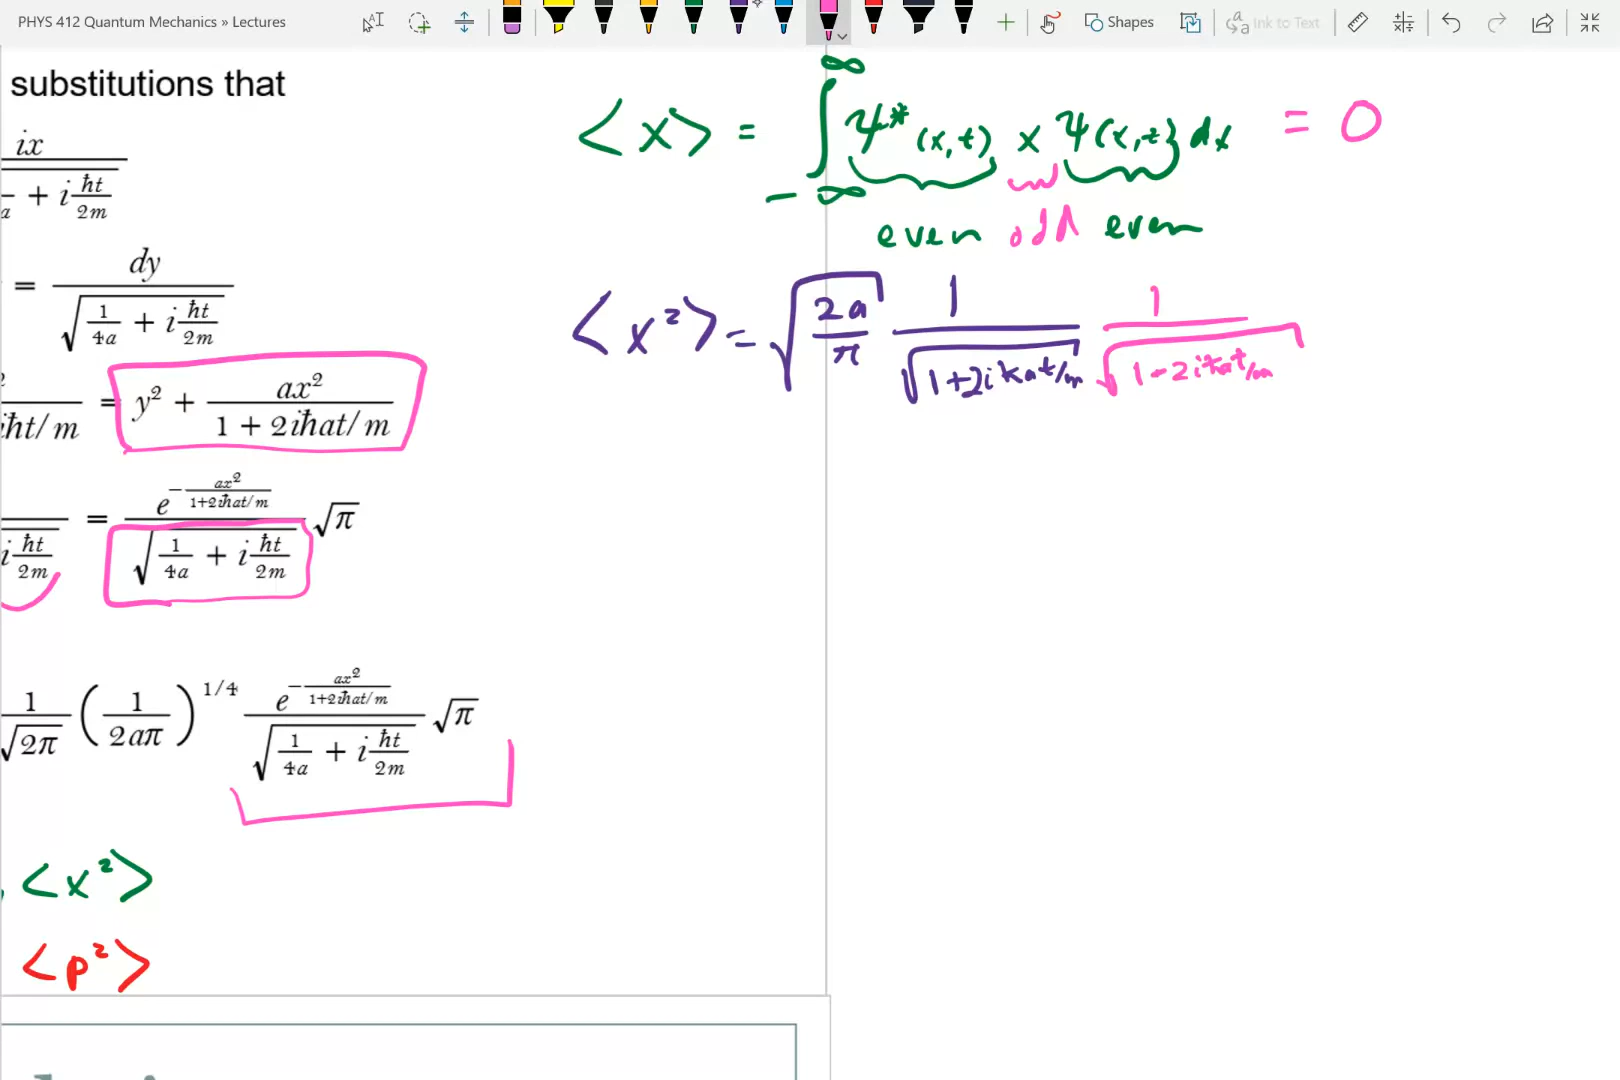 PHYS 412 Quantum Mechanics » Lectures
Shapes
Ink to Text
substitutions that
ix / √(1/4a + i ħt/2m)
= dy / √(1/4a + i ħt/2m)
iħt/m = y² + ax² / (1 + 2iħat/m)
i ħt/2m = e^(−ax²/(1+2iħat/m)) / √(1/4a + i ħt/2m) √π
1/√2π (1/2aπ)^1/4 e^(−ax²/(1+2iħat/m)) / √(1/4a + i ħt/2m) √π
, <x²>
<p²>
<x> = ∫_{-∞}^{∞} Ψ*(x,t) x Ψ(x,t) dx = 0
even odd even
<x²> = √(2a/π) 1/√(1+2iħat/m) 1/√(1-2iħat/m)